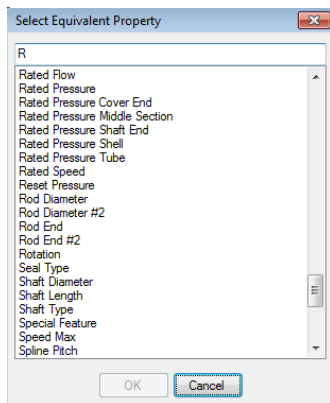 Select Equivalent Property
R
Rated Flow
Rated Pressure
Rated Pressure Cover End
Rated Pressure Middle Section
Rated Pressure Shaft End
Rated Pressure Shell
Rated Pressure Tube
Rated Speed
Reset Pressure
Rod Diameter
Rod Diameter #2
Rod End
Rod End #2
Rotation
Seal Type
Shaft Diameter
Shaft Length
Shaft Type
Special Feature
Speed Max
Spline Pitch
OK Cancel